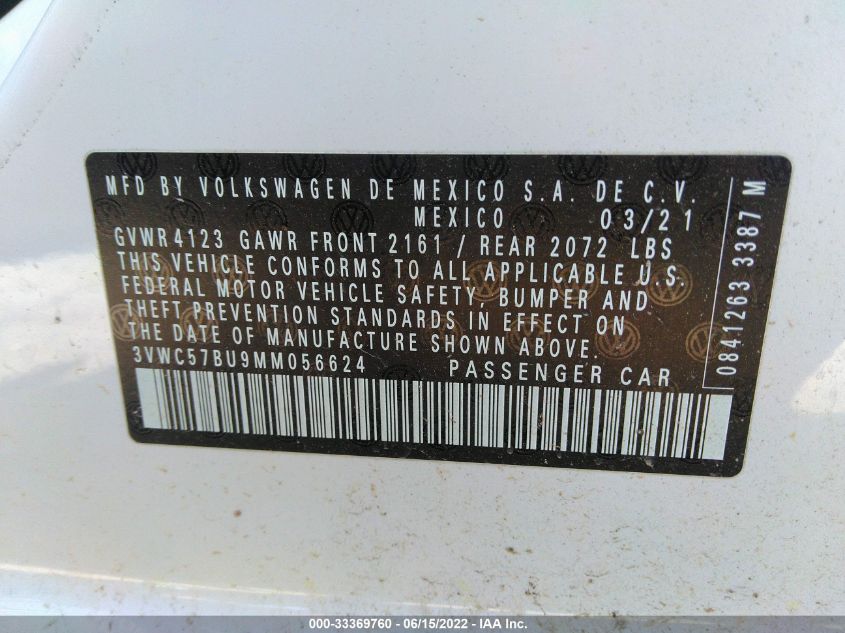 MFD BY VOLKSWAGEN DE MEXICO S.A. DE C.V.
MEXICO 03/21
GVWR 4123 GAWR FRONT 2161 / REAR 2072 LBS
THIS VEHICLE CONFORMS TO ALL APPLICABLE U.S.
FEDERAL MOTOR VEHICLE SAFETY, BUMPER AND
THEFT PREVENTION STANDARDS IN EFFECT ON
THE DATE OF MANUFACTURE SHOWN ABOVE.
3VWC57BU9MM056624 PASSENGER CAR
0841263 3387 M
000-33369760 - 06/15/2022 - IAA Inc.